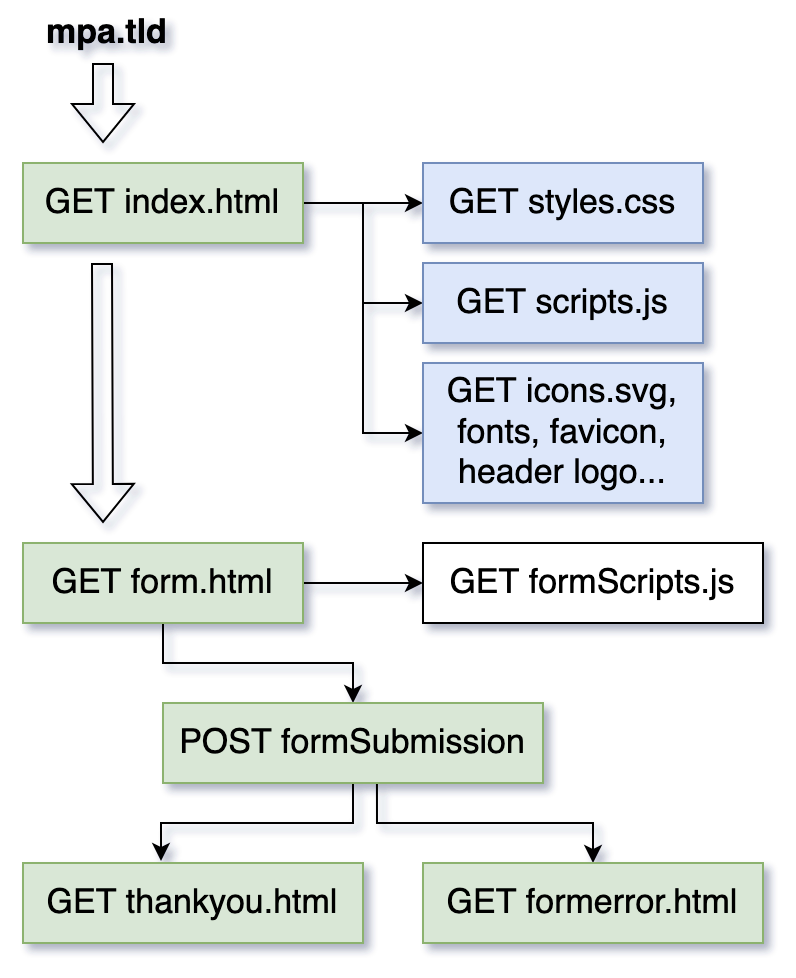 mpa.tld
GET index.html
GET styles.css
GET scripts.js
GET icons.svg,
fonts, favicon,
header logo...
GET form.html
GET formScripts.js
POST formSubmission
GET thankyou.html
GET formerror.html